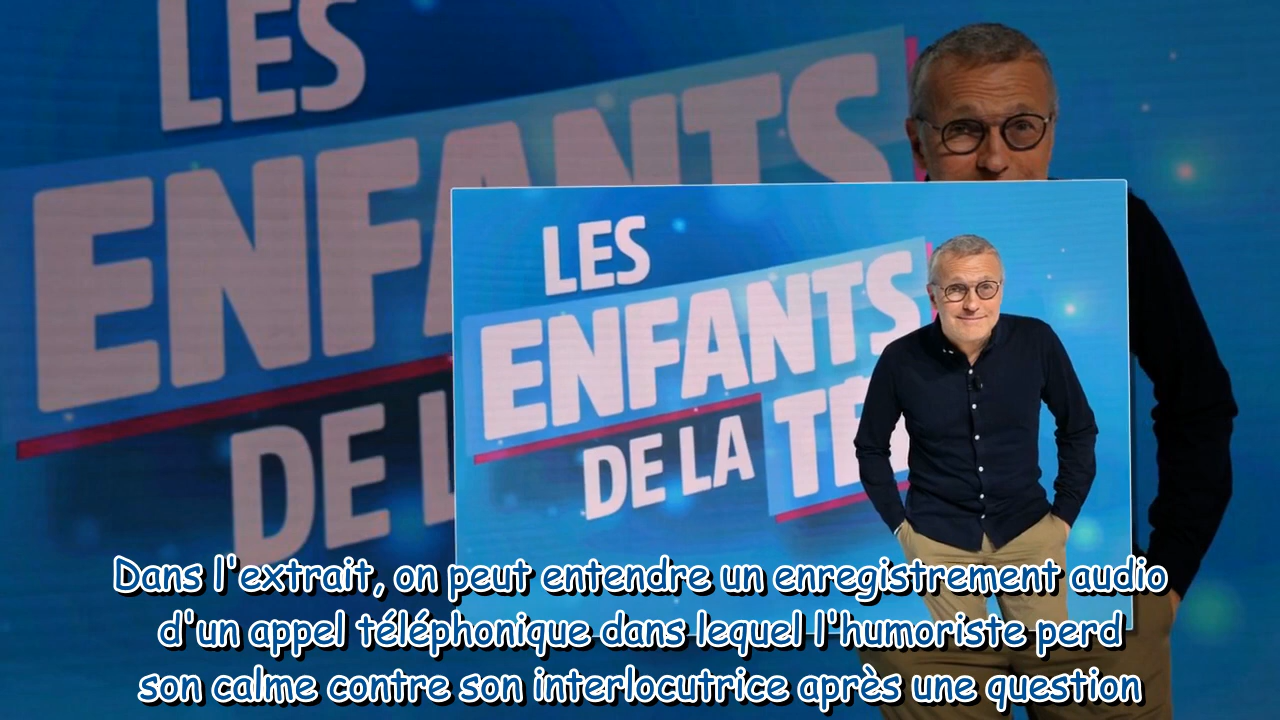 LES
ENFANTS
DE L
LES
ENFANTS
DE LA
Dans l'extrait, on peut entendre un enregistrement audio
d'un appel téléphonique dans lequel l'humoriste perd
son calme contre son interlocutrice après une question